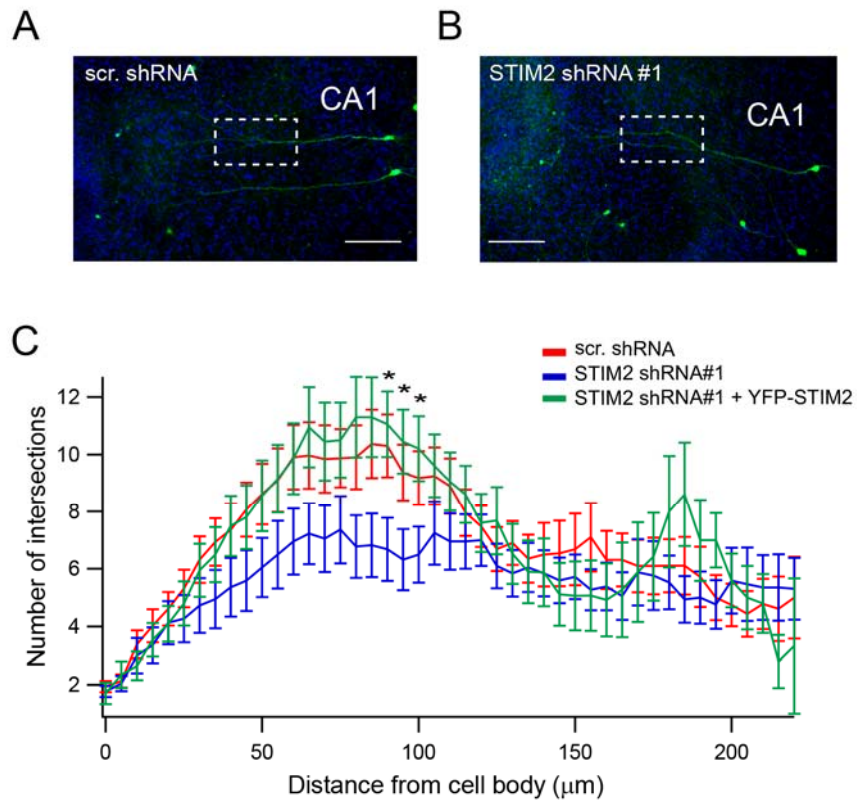 A
B
scr. shRNA
CA1
STIM2 shRNA #1
CA1
C
scr. shRNA
STIM2 shRNA#1
STIM2 shRNA#1 + YFP-STIM2
* * *
12
10
8
6
4
2
Number of intersections
0 50 100 150 200
Distance from cell body (μm)